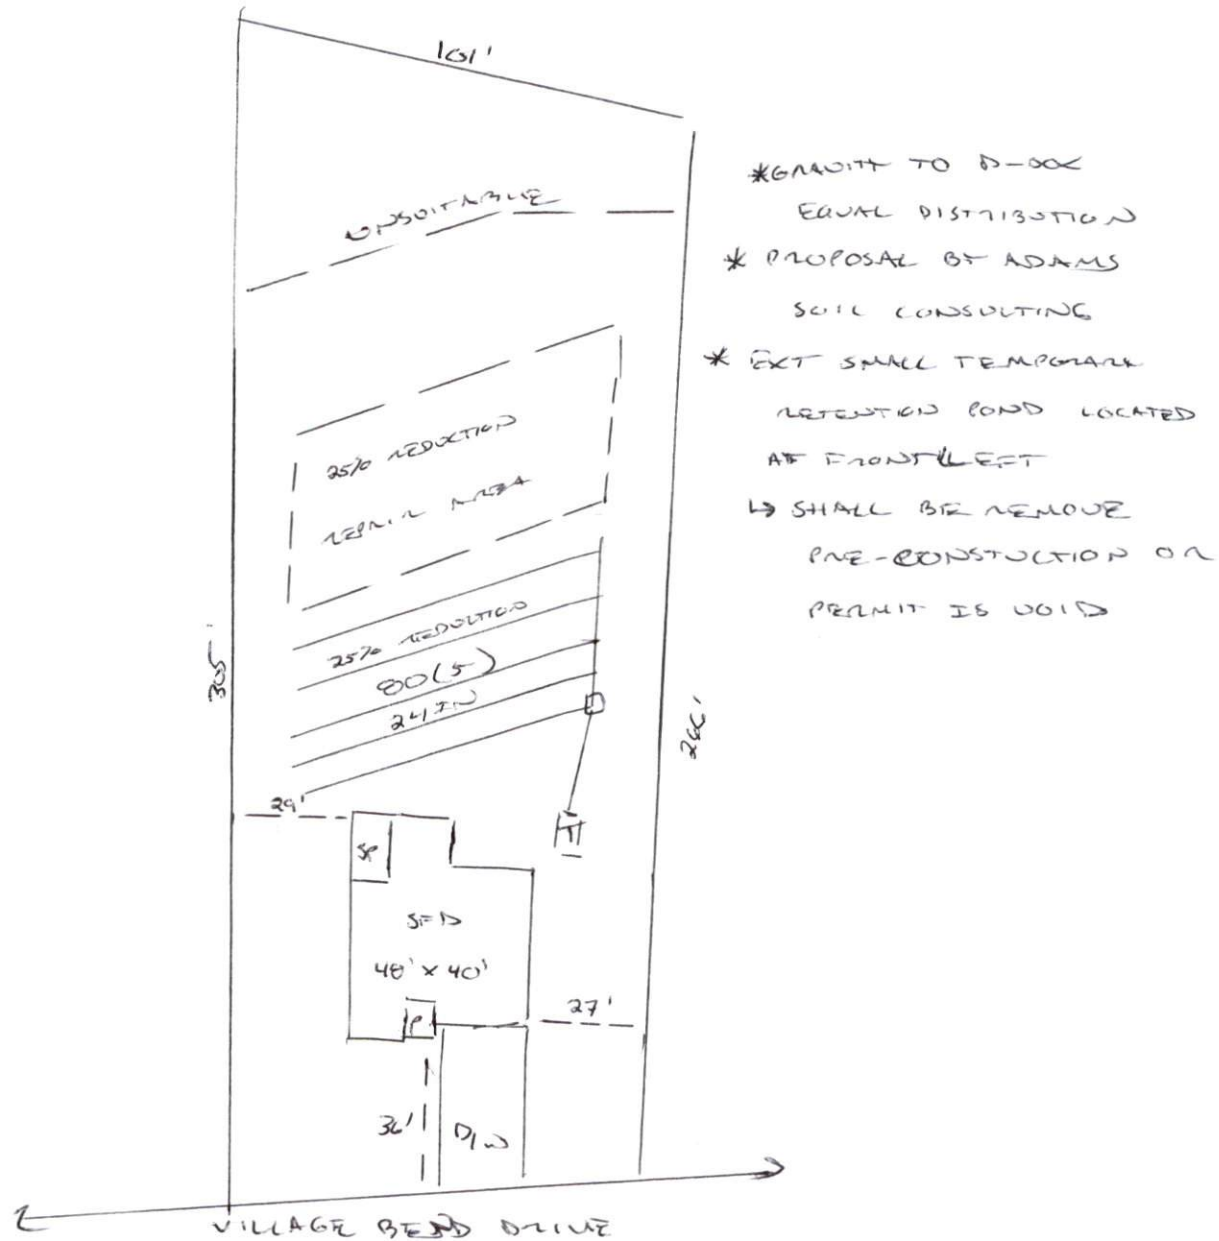 101'
UNSUITABLE
*GRAVITY TO D-BOX
EQUAL DISTRIBUTION
* PROPOSAL BY ADAMS
SOIL CONSULTING
* EXT SMALL TEMPORARY
RETENTION POND LOCATED
AT FRONT LEFT
↳ SHALL BE REMOVE
PRE-CONSTUCTION OR
PERMIT IS VOID
25% REDUCTION
REPAIR AREA
25% REDUCTION
80(5)
24 IN
305'
266'
29'
SP
SFD
48' x 40'
P
27'
36'
D/W
VILLAGE BEND DRIVE